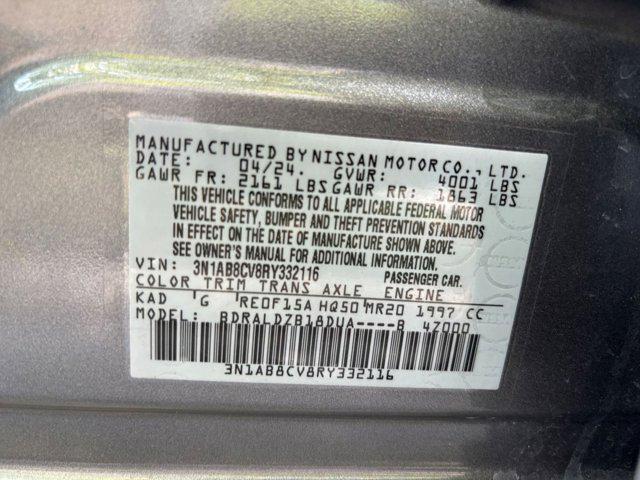 MANUFACTURED BY NISSAN MOTOR CO., LTD.
DATE: 04/24. GVWR: 4001 LBS
GAWR FR: 2161 LBS GAWR RR: 1863 LBS
THIS VEHICLE CONFORMS TO ALL APPLICABLE FEDERAL MOTOR
VEHICLE SAFETY, BUMPER AND THEFT PREVENTION STANDARDS
IN EFFECT ON THE DATE OF MANUFACTURE SHOWN ABOVE.
SEE OWNER'S MANUAL FOR ADDITIONAL INFORMATION.
VIN: 3N1AB8CV8RY332116 PASSENGER CAR.
COLOR TRIM TRANS AXLE ENGINE
KAD G RE0F15A HQ50 MR20 1997 CC
MODEL: BDRALDZB18DUA----B 47000
3N1AB8CV8RY332116